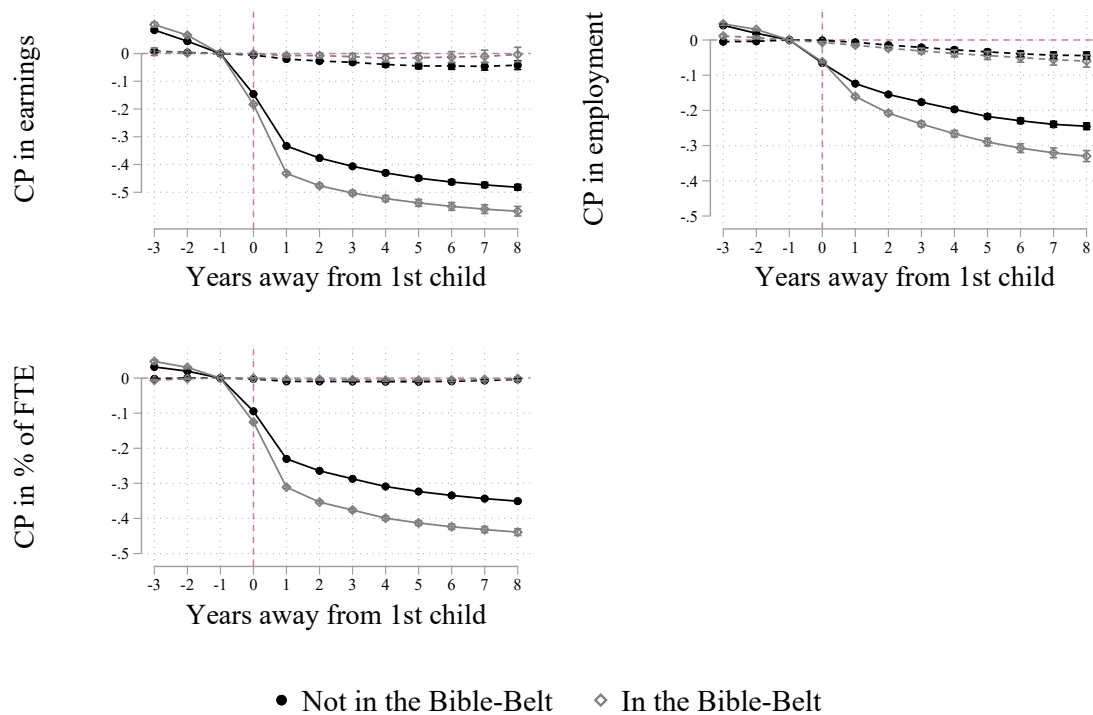 CP in earnings
0
-.1
-.2
-.3
-.4
-.5
-3 -2 -1 0 1 2 3 4 5 6 7 8
Years away from 1st child
CP in employment
0
-.1
-.2
-.3
-.4
-.5
-3 -2 -1 0 1 2 3 4 5 6 7 8
Years away from 1st child
CP in % of FTE
0
-.1
-.2
-.3
-.4
-.5
-3 -2 -1 0 1 2 3 4 5 6 7 8
Years away from 1st child
Not in the Bible-Belt In the Bible-Belt